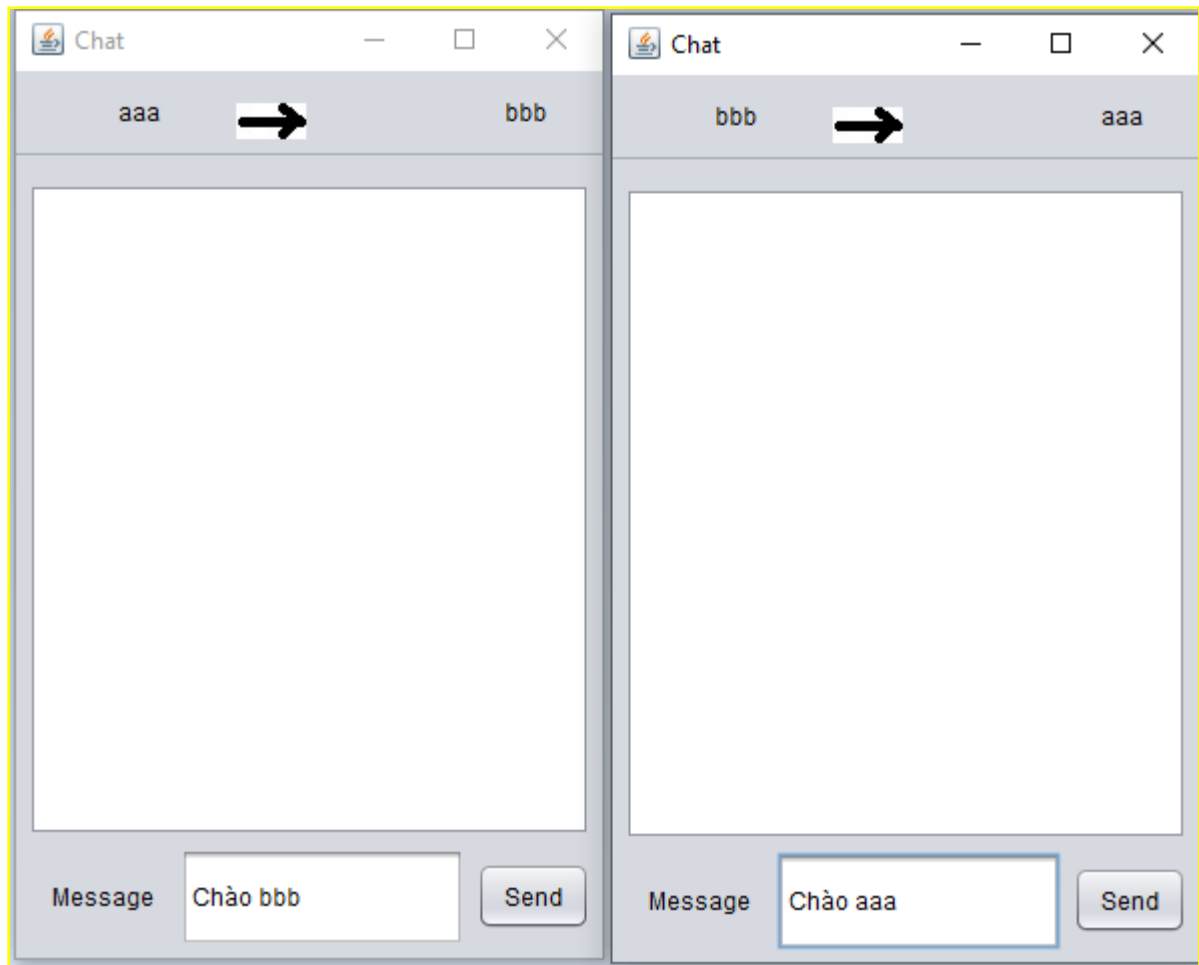 Chat
aaa bbb
Message Chào bbb Send
Chat
bbb aaa
Message Chào aaa Send